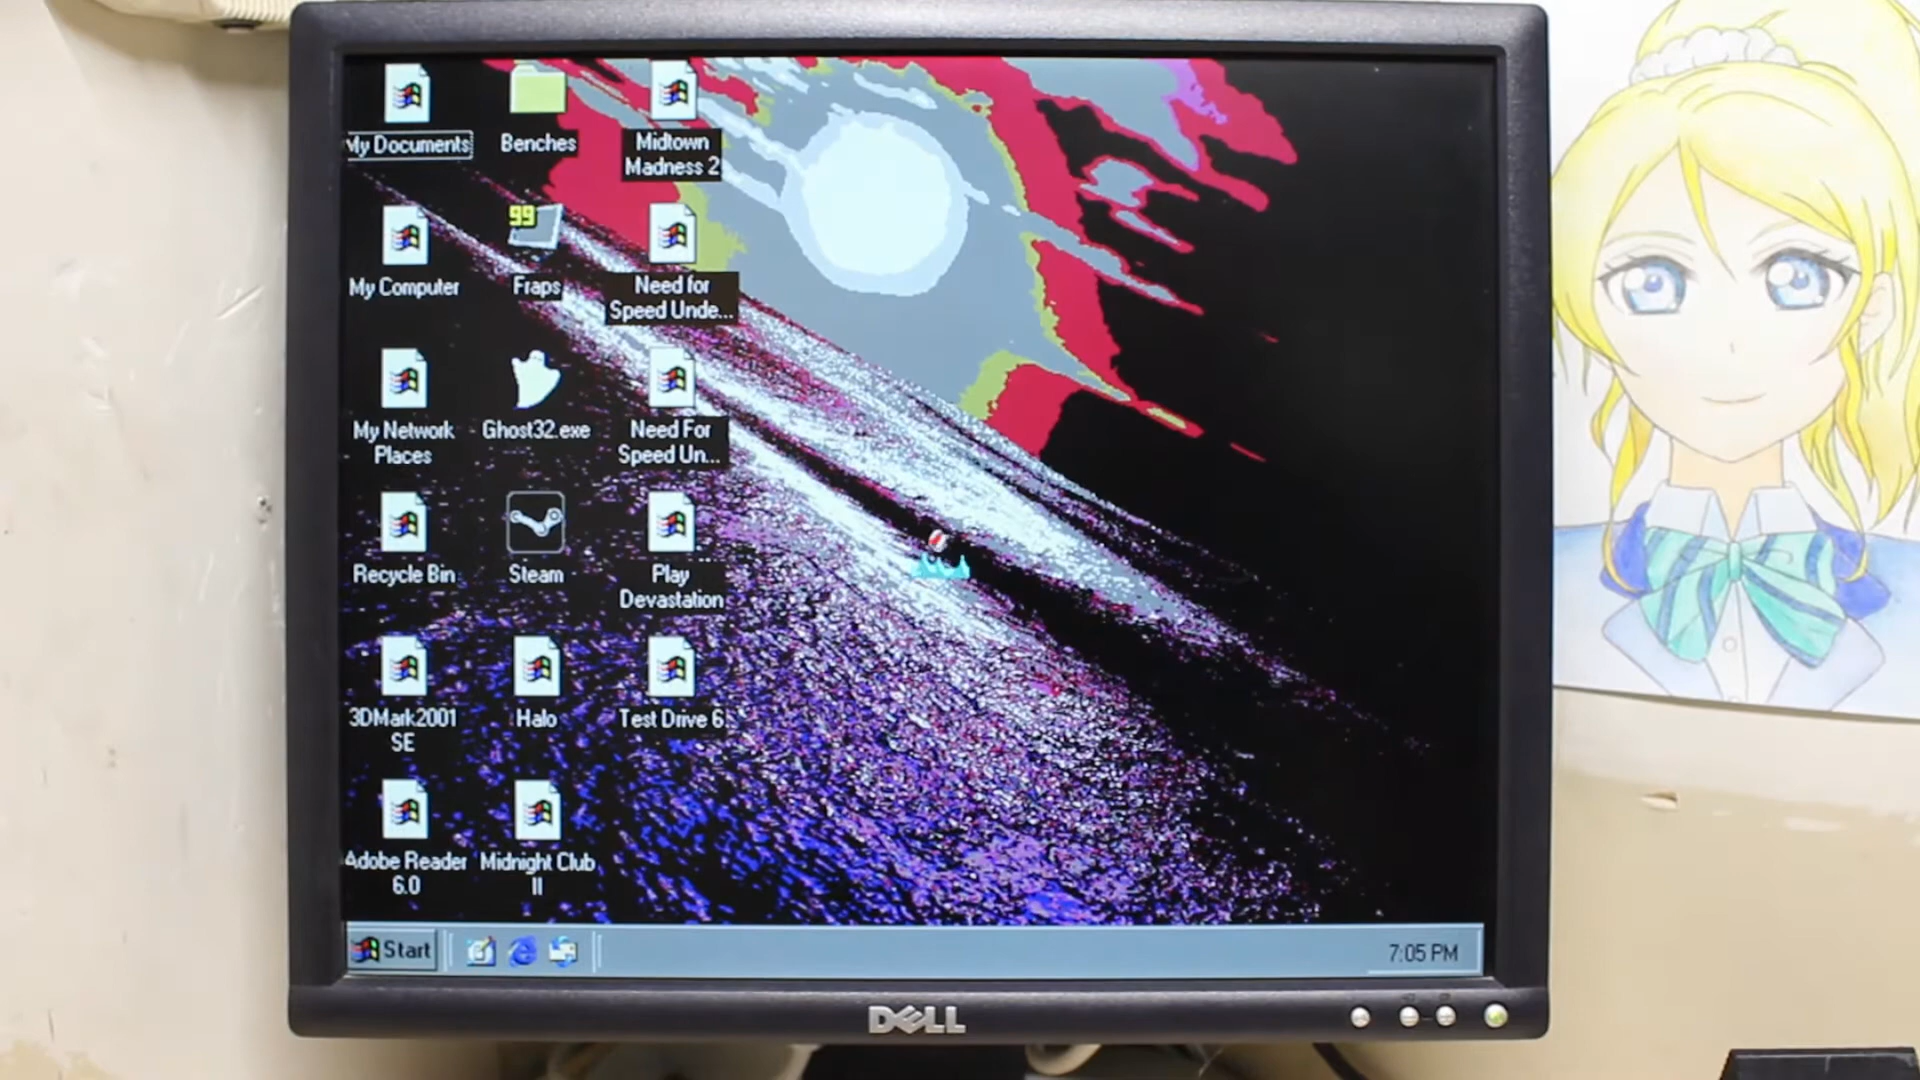 My Documents
Benches
Midtown
Madness 2
My Computer
99
Fraps
Need for
Speed Unde...
My Network
Places
Ghost32.exe
Need For
Speed Un...
Recycle Bin
Steam
Play
Devastation
3DMark2001
SE
Halo
Test Drive 6
Adobe Reader
6.0
Midnight Club
II
Start
7:05 PM
DELL